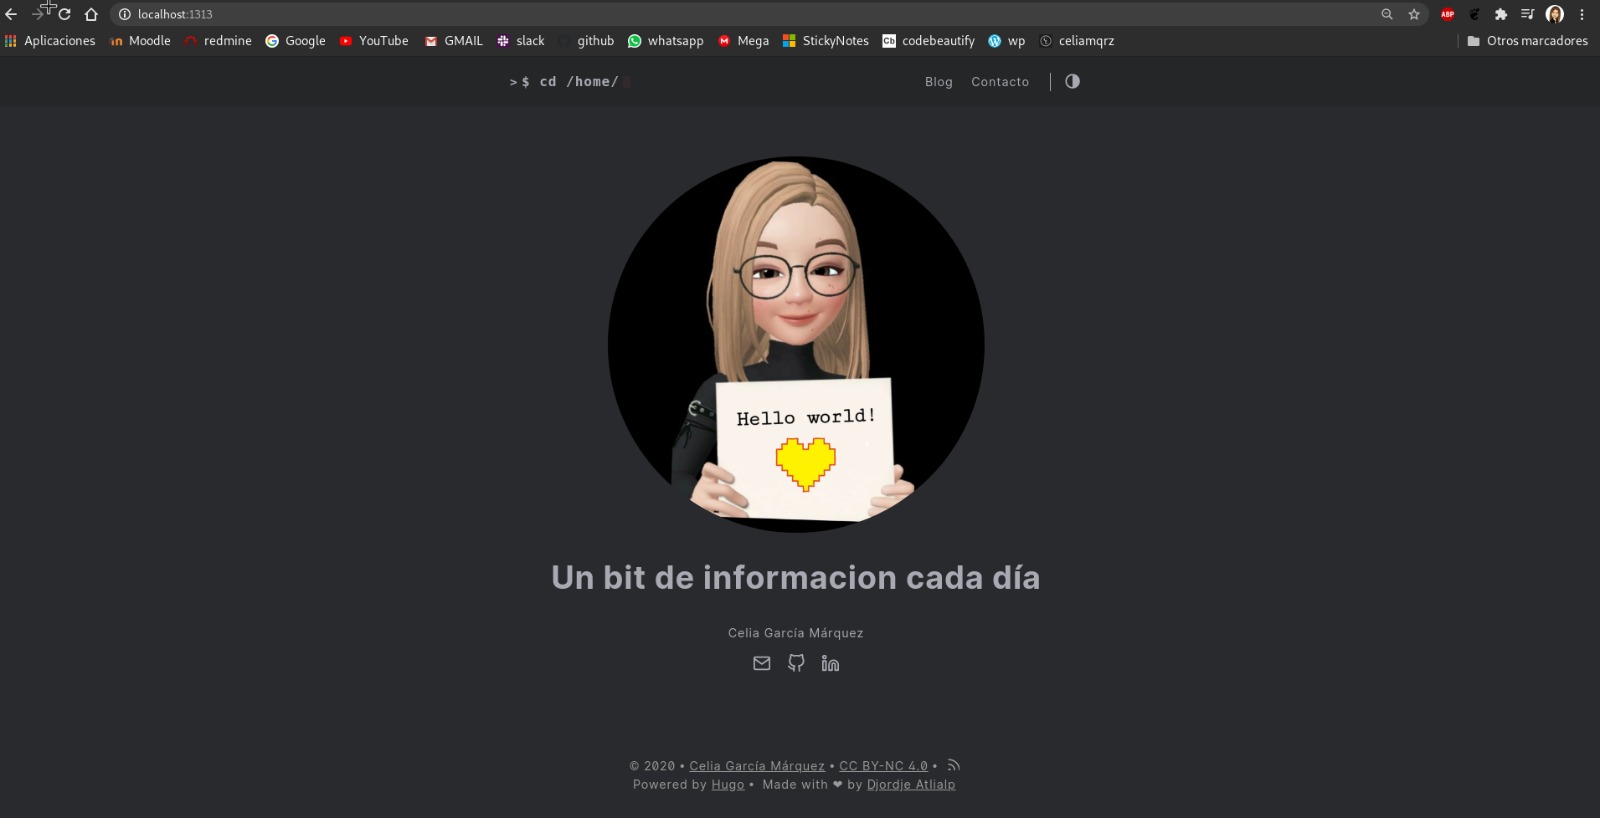 localhost:1313
ABP
Aplicaciones Moodle redmine Google YouTube GMAIL slack github whatsapp Mega StickyNotes Cb codebeautify wp celiamqrz Otros marcadores
>$ cd /home/ Blog Contacto
Hello world!
Un bit de informacion cada día
Celia García Márquez
© 2020 • Celia García Márquez • CC BY-NC 4.0 •
Powered by Hugo • Made with ❤ by Djordje Atlialp